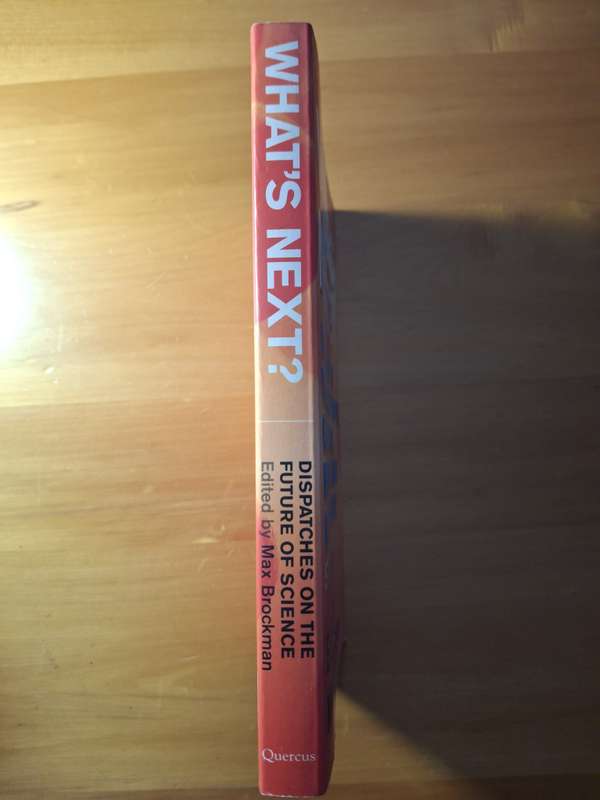 WHAT'S NEXT?
DISPATCHES ON THE
FUTURE OF SCIENCE
Edited by Max Brockman
Quercus